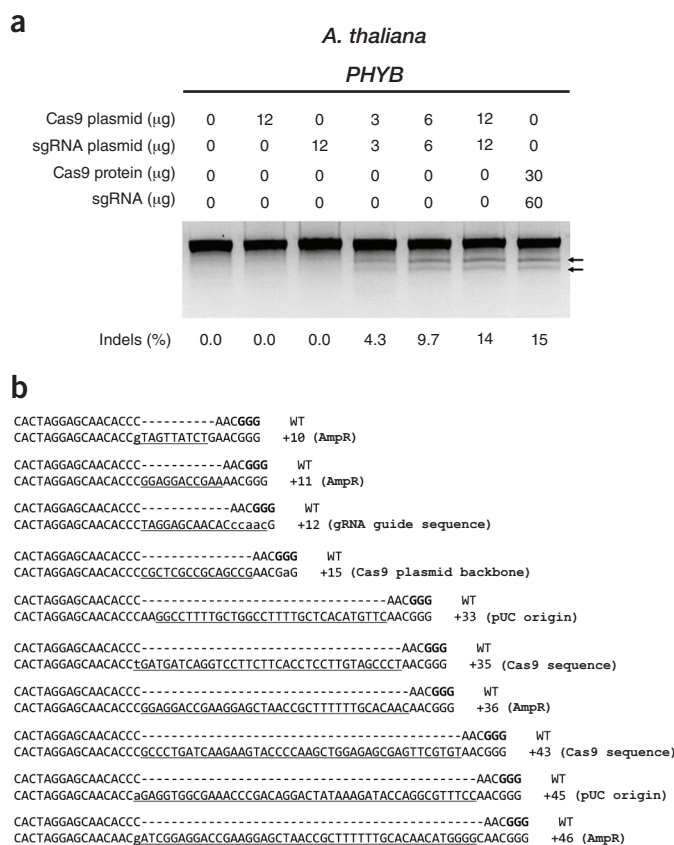 a
A. thaliana
PHYB
Cas9 plasmid (µg) 0 12 0 3 6 12 0
sgRNA plasmid (µg) 0 0 12 3 6 12 0
Cas9 protein (µg) 0 0 0 0 0 0 30
sgRNA (µg) 0 0 0 0 0 0 60
Indels (%) 0.0 0.0 0.0 4.3 9.7 14 15
b
CACTAGGAGCAACACCC----------AACGGG WT
CACTAGGAGCAACACCgTAGTTATCTGAACGGG +10 (AmpR)
CACTAGGAGCAACACCC-----------AACGGG WT
CACTAGGAGCAACACCCGGAGGACCGAAAACGGG +11 (AmpR)
CACTAGGAGCAACACCC------------AACGGG WT
CACTAGGAGCAACACCCTAGGAGCAACACCccaacG +12 (gRNA guide sequence)
CACTAGGAGCAACACCC---------------AACGGG WT
CACTAGGAGCAACACCCCGCTCGCCGCAGCCGAACGaG +15 (Cas9 plasmid backbone)
CACTAGGAGCAACACCC---------------------------------AACGGG WT
CACTAGGAGCAACACCCAAGGCCTTTTGCTGGCCTTTTGCTCACATGTTCAACGGG +33 (pUC origin)
CACTAGGAGCAACACCC-----------------------------------AACGGG WT
CACTAGGAGCAACACCtGATGATCAGGTCCTTCTTCACCTCCTTGTAGCCCTAACGGG +35 (Cas9 sequence)
CACTAGGAGCAACACCC------------------------------------AACGGG WT
CACTAGGAGCAACACCCGGAGGACCGAAGGAGCTAACCGCTTTTTTGCACAACAACGGG +36 (AmpR)
CACTAGGAGCAACACCC-------------------------------------------AACGGG WT
CACTAGGAGCAACACCCGCCCTGATCAAGAAGTACCCCAAGCTGGAGAGCGAGTTCGTGTAACGGG +43 (Cas9 sequence)
CACTAGGAGCAACACCC---------------------------------------------AACGGG WT
CACTAGGAGCAACACCaGAGGTGGCGAAACCCGACAGGACTATAAAGATACCAGGCGTTTCCAACGGG +45 (pUC origin)
CACTAGGAGCAACACCC----------------------------------------------AACGGG WT
CACTAGGAGCAACAACgATCGGAGGACCGAAGGAGCTAACCGCTTTTTTGCACAACATGGGGCAACGGG +46 (AmpR)